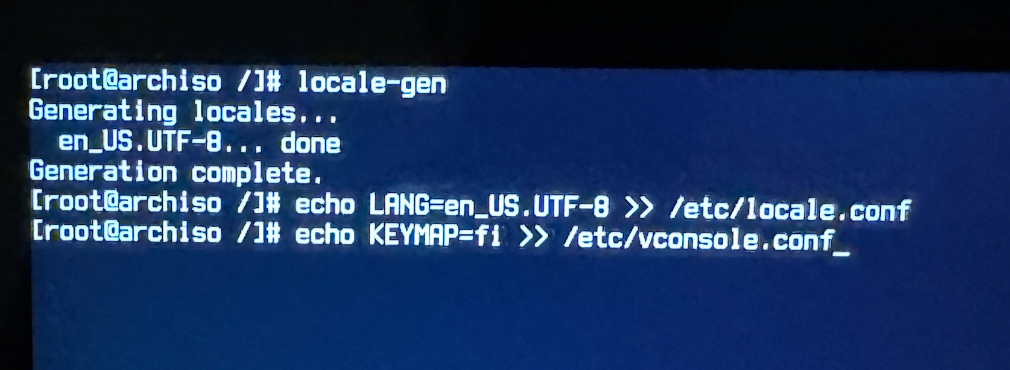 [root@archiso /]# locale-gen
Generating locales...
  en_US.UTF-8... done
Generation complete.
[root@archiso /]# echo LANG=en_US.UTF-8 >> /etc/locale.conf
[root@archiso /]# echo KEYMAP=fi >> /etc/vconsole.conf_